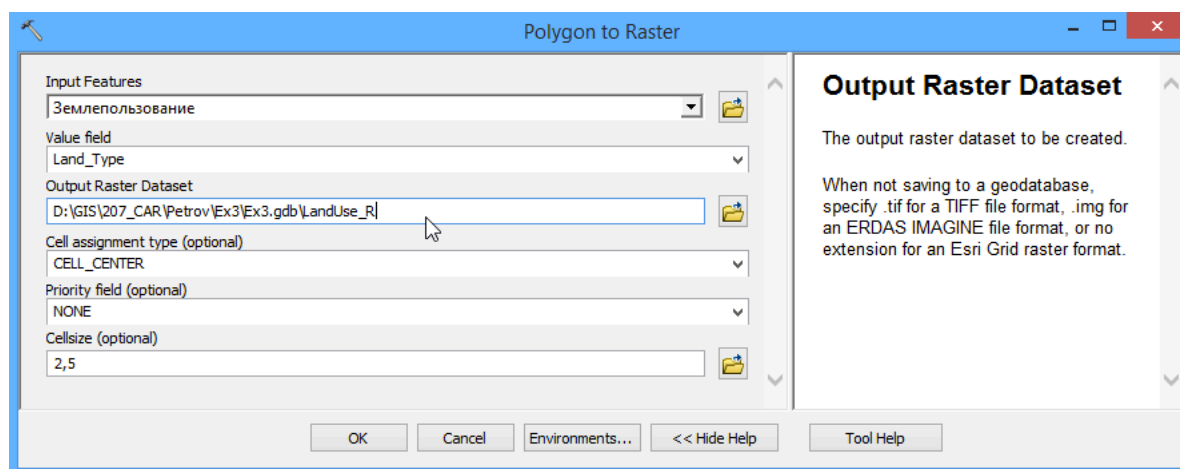 Polygon to Raster
Input Features
Землепользование
Value field
Land_Type
Output Raster Dataset
D:\GIS\207_CAR\Petrov\Ex3\Ex3.gdb\LandUse_R
Cell assignment type (optional)
CELL_CENTER
Priority field (optional)
NONE
Cellsize (optional)
2,5
Output Raster Dataset
The output raster dataset to be created.
When not saving to a geodatabase,
specify .tif for a TIFF file format, .img for
an ERDAS IMAGINE file format, or no
extension for an Esri Grid raster format.
OK
Cancel
Environments...
<< Hide Help
Tool Help